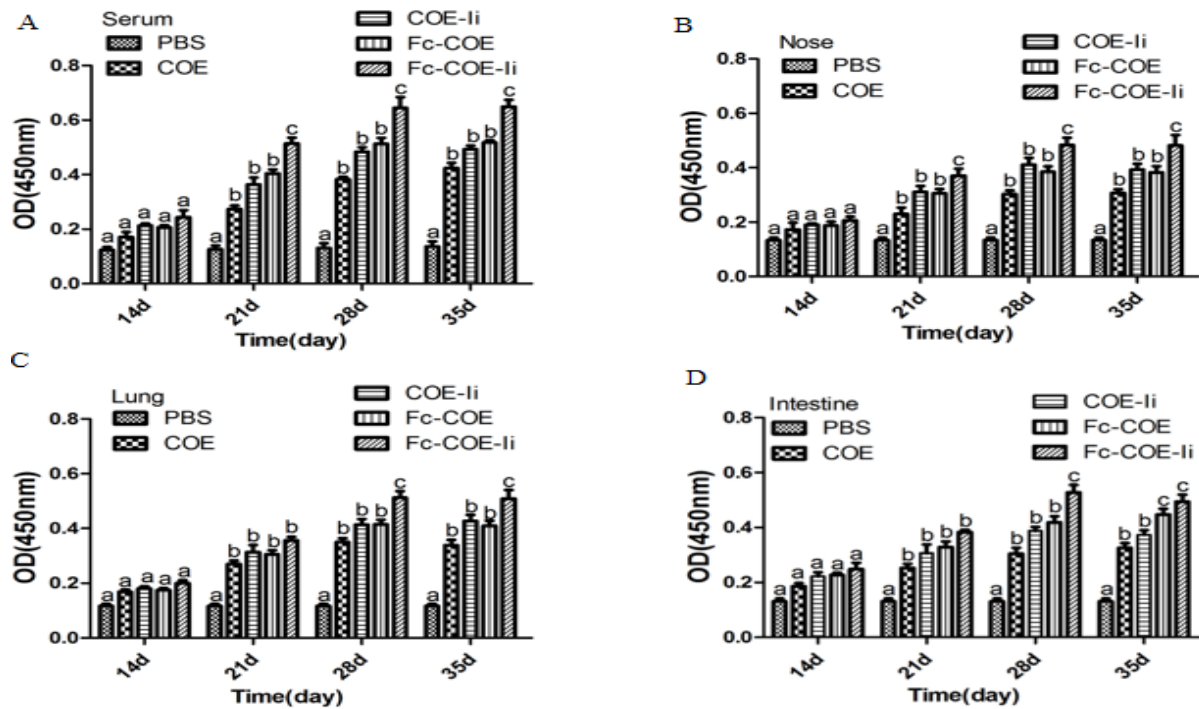 A
Serum
PBS
COE
COE-Ii
Fc-COE
Fc-COE-Ii
OD(450nm)
0.8
0.6
0.4
0.2
0.0
a a a a a
a b b b c
a b b b c
a b b b c
14d 21d 28d 35d
Time(day)
B
Nose
PBS
COE
COE-Ii
Fc-COE
Fc-COE-Ii
OD(450nm)
0.8
0.6
0.4
0.2
0.0
a a a a a
a b b b c
a b b b c
a b b b c
14d 21d 28d 35d
Time(day)
C
Lung
PBS
COE
COE-Ii
Fc-COE
Fc-COE-Ii
OD(450nm)
0.8
0.6
0.4
0.2
0.0
a a a a a
a b b b b
a b b b c
a b b b c
14d 21d 28d 35d
Time(day)
D
Intestine
PBS
COE
COE-Ii
Fc-COE
Fc-COE-Ii
OD(450nm)
0.8
0.6
0.4
0.2
0.0
a a a a a
a b b b b
a b b b c
a b b c c
14d 21d 28d 35d
Time(day)